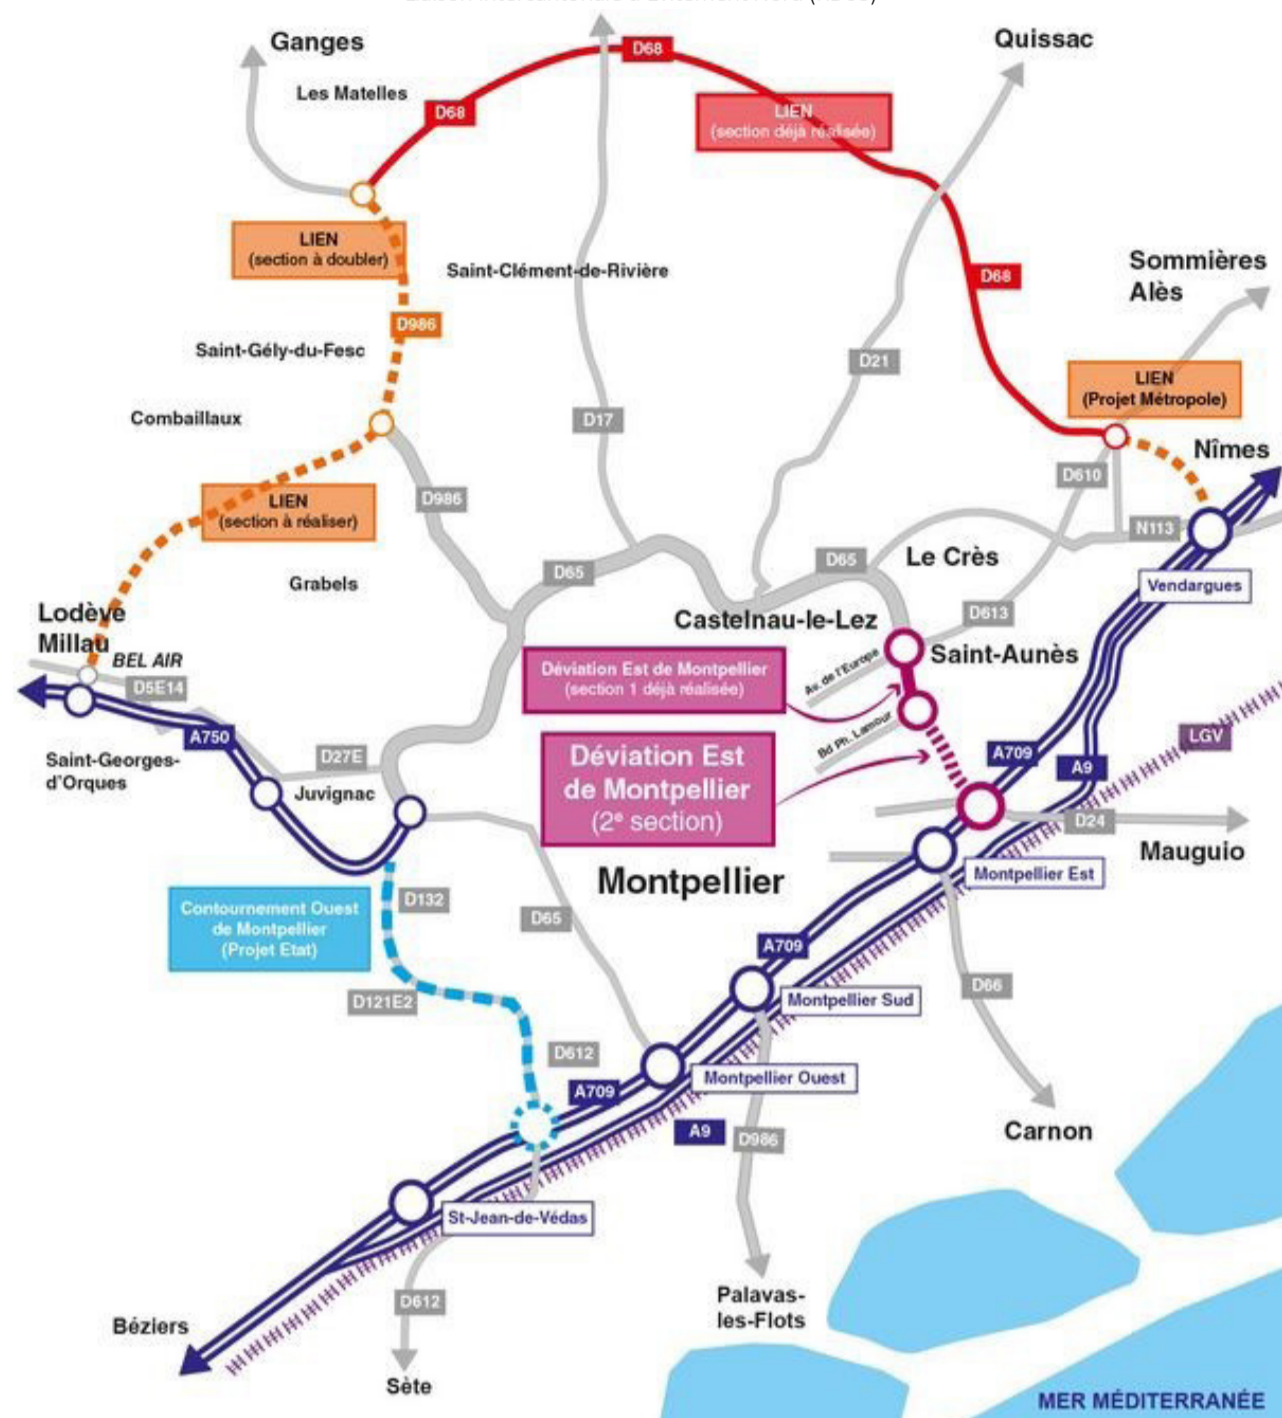 Ganges
D68
Quissac
Les Matelles
D68
LIEN
(section déjà réalisée)
LIEN
(section à doubler)
Saint-Clément-de-Rivière
D68
Sommières
Alès
D986
Saint-Gély-du-Fesc
D21
LIEN
(Projet Métropole)
Combaillaux
D17
Nîmes
D610
D986
LIEN
(section à réaliser)
N113
D65
D65
Le Crès
Grabels
Vendargues
Lodève
Millau
Castelnau-le-Lez
D613
BEL AIR
D5E14
Déviation Est de Montpellier
(section 1 déjà réalisée)
Av. de l'Europe
Saint-Aunès
Bd Ph. Lamour
A750
LGV
Saint-Georges-
d'Orques
D27E
Déviation Est
de Montpellier
(2e section)
A709
A9
Juvignac
D24
Mauguio
Montpellier
Montpellier Est
Contournement Ouest
de Montpellier
(Projet Etat)
D132
D65
A709
D121E2
Montpellier Sud
D66
D612
A709
Montpellier Ouest
A9
D986
Carnon
St-Jean-de-Védas
D612
Palavas-
les-Flots
Béziers
Sète
MER MÉDITERRANÉE